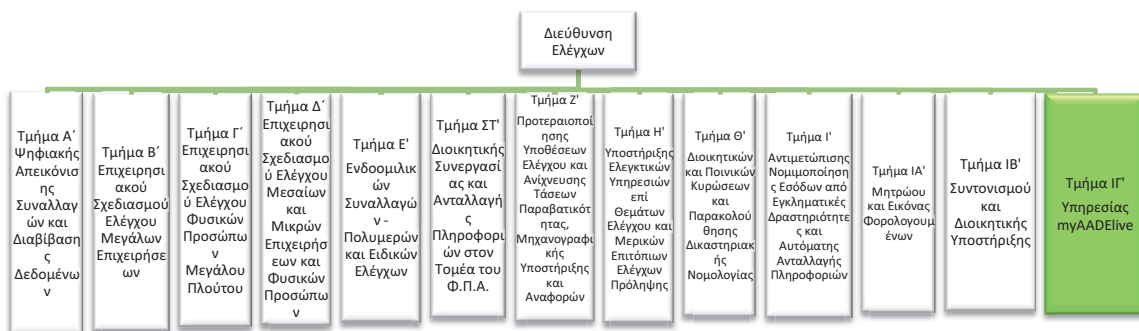 Διεύθυνση
Ελέγχων
Τμήμα Α΄
Ψηφιακής
Απεικόνιο
ης
Συναλλαγ
ών και
Διαβίβαση
ς
Δεδομένω
ν
Τμήμα Β΄
Επιχειρησι
ακού
Σχεδιασμού
Ελέγχου
Μεγάλων
Επιχειρήσε
ων
Τμήμα Γ΄
Επιχειρησι
ακού
Σχεδιασμο
ύ Ελέγχου
Φυσικών
Προσώπω
ν
Μεγάλου
Πλούτου
Τμήμα Δ΄
Επιχειρησι
ακού
Σχεδιασμο
ύ Ελέγχου
Μεσαίων
και
Μικρών
Επιχειρήσ
εων και
Φυσικών
Προσώπω
ν
Τμήμα Ε'
Ενδοομιλικ
ών
Συναλλαγών -
Πολυμερών
και Ειδικών
Ελέγχων
Τμήμα ΣΤ'
Διοικητικής
Συνεργασί
ας και
Ανταλλαγή
ς
Πληροφορι
ών στον
Τομέα του
Φ.Π.Α.
Τμήμα Ζ'
Προτεραιοποί
ησης
Υποθέσεων
Ελέγχου και
Ανίχνευσης
Τάσεων
Παραβατικότ
ητας,
Μηχανογραφι
κής
Υποστήριξης
και
Αναφορών
Τμήμα Η'
Υποστήριξης
Ελεγκτικών
Υπηρεσιών
επί
Θεμάτων
Ελέγχου και
Μερικών
Επιτόπιων
Ελέγχων
Πρόληψης
Τμήμα Θ'
Διοικητικών
και Ποινικών
Κυρώσεων
και
Παρακολού
θησης
Δικαστηριακ
ής
Νομολογίας
Τμήμα Ι'
Αντιμετώπισης
Νομιμοποίησης
Εσόδων από
Εγκληματικές
Δραστηριότητε
ς και
Αυτόματης
Ανταλλαγής
Πληροφοριών
Τμήμα ΙΑ'
Μητρώου
και Εικόνας
Φορολογουμ
ένων
Τμήμα ΙΒ'
Συντονισμού
και
Διοικητικής
Υποστήριξης
Τμήμα ΙΓ'
Υπηρεσίας
myAADElive